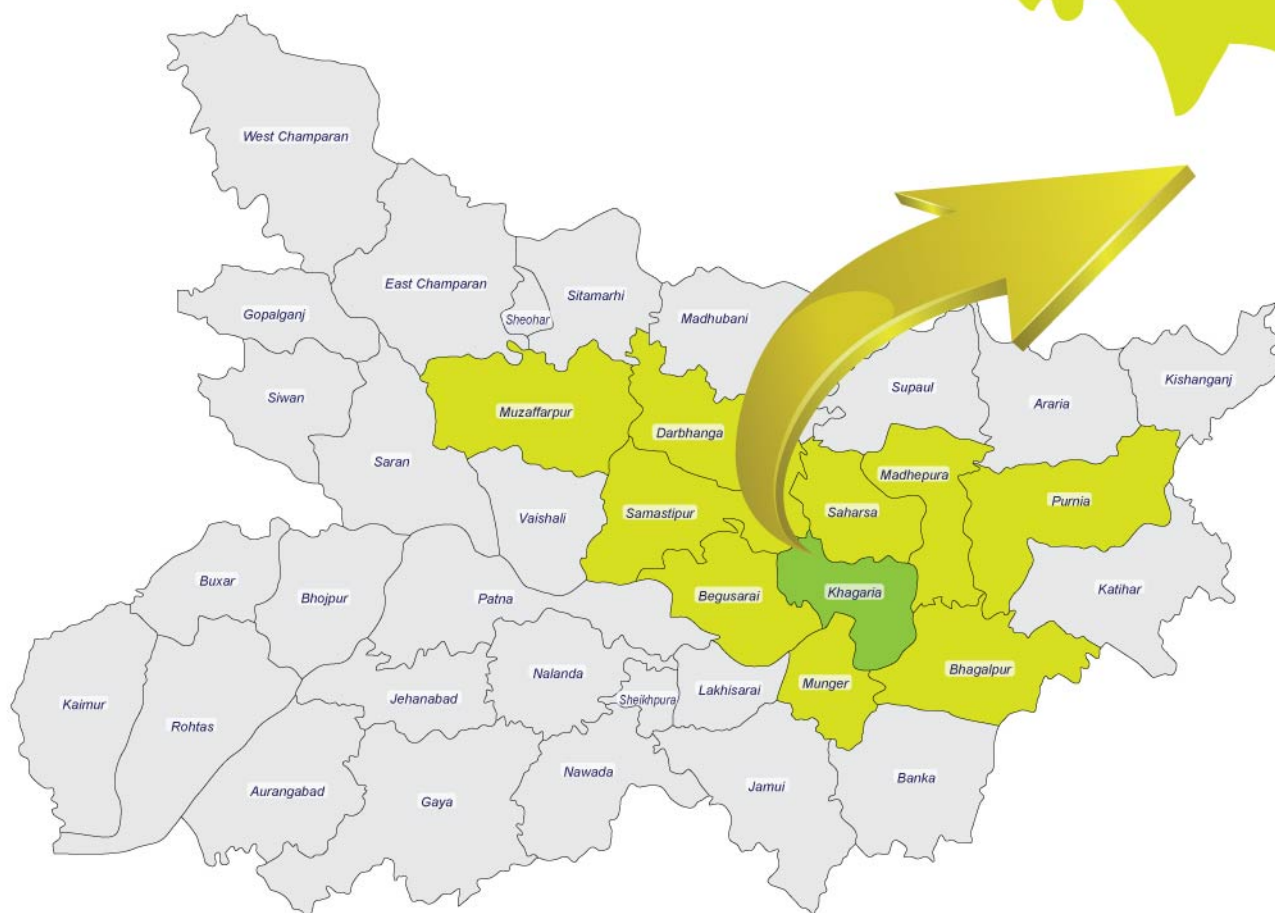 West Champaran
East Champaran
Sitamarhi
Sheohar
Gopalganj
Madhubani
Siwan
Muzaffarpur
Darbhanga
Supaul
Araria
Kishanganj
Saran
Vaishali
Samastipur
Saharsa
Madhepura
Purnia
Buxar
Bhojpur
Patna
Begusarai
Khagaria
Katihar
Kaimur
Rohtas
Jehanabad
Nalanda
Sheikhpura
Lakhisarai
Munger
Bhagalpur
Aurangabad
Gaya
Nawada
Jamui
Banka